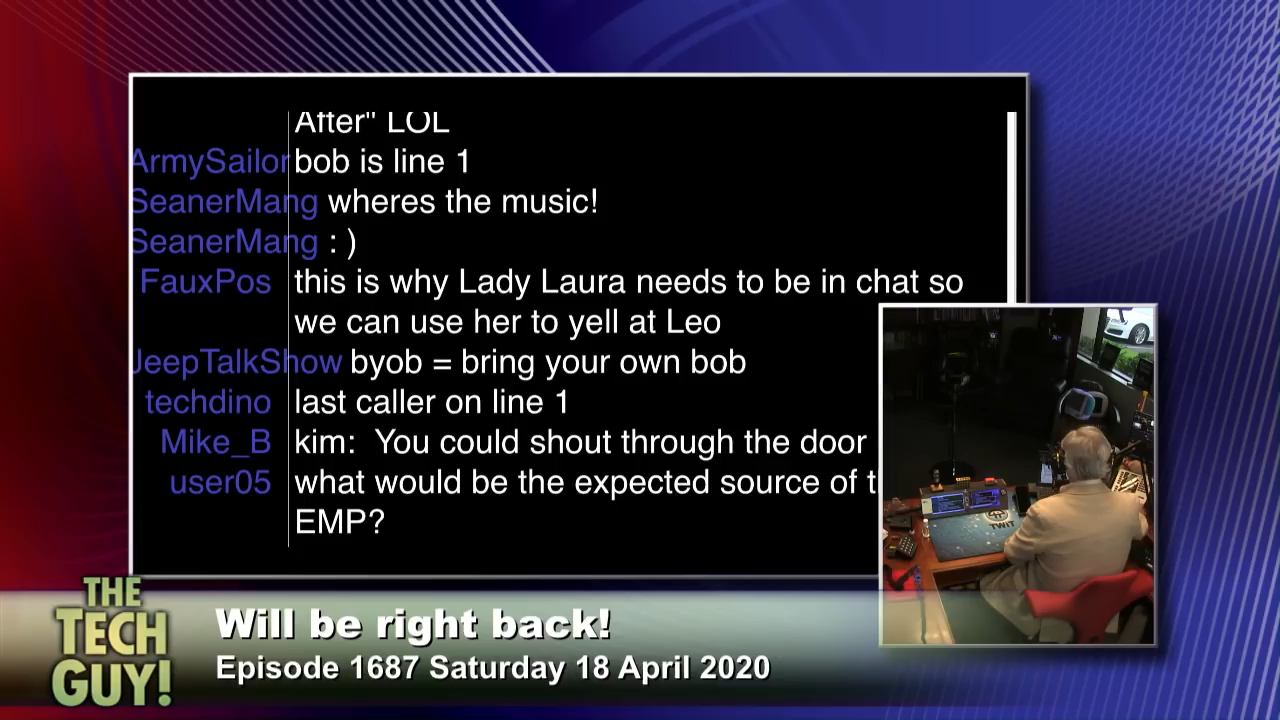 After" LOL
ArmySailor bob is line 1
SeanerMang wheres the music!
SeanerMang : )
FauxPos this is why Lady Laura needs to be in chat so
we can use her to yell at Leo
JeepTalkShow byob = bring your own bob
techdino last caller on line 1
Mike_B kim: You could shout through the door
user05 what would be the expected source of t
EMP?
TWiT
THE
TECH
GUY!
Will be right back!
Episode 1687 Saturday 18 April 2020